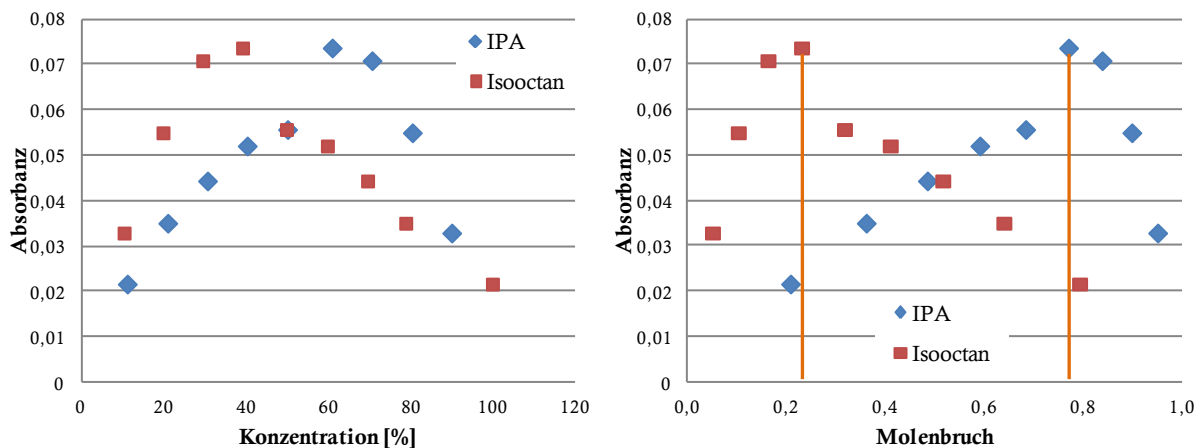 0,08
0,07
0,06
0,05
0,04
0,03
0,02
0,01
0
Absorbanz
IPA
Isooctan
0 20 40 60 80 100 120
Konzentration [%]
0,08
0,07
0,06
0,05
0,04
0,03
0,02
0,01
0
Absorbanz
IPA
Isooctan
0,0 0,2 0,4 0,6 0,8 1,0
Molenbruch